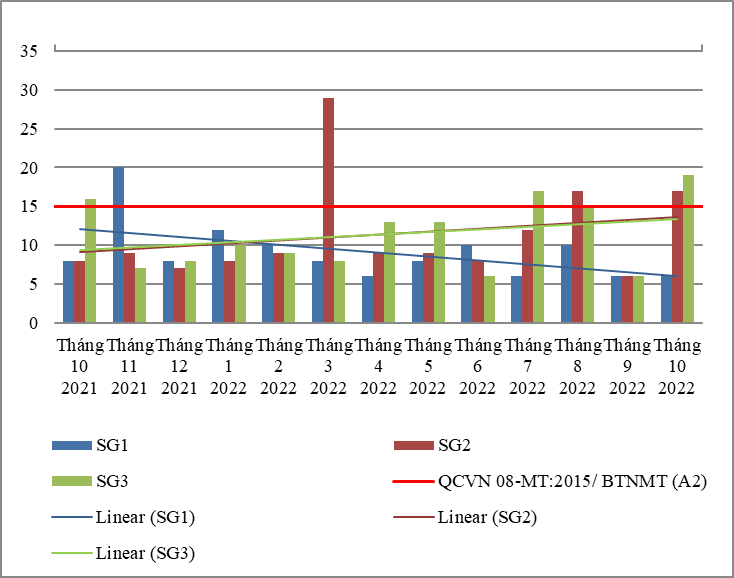 35
30
25
20
15
10
5
0
Tháng Tháng Tháng Tháng Tháng Tháng Tháng Tháng Tháng Tháng Tháng Tháng Tháng
10 11 12 1 2 3 4 5 6 7 8 9 10
2021 2021 2021 2022 2022 2022 2022 2022 2022 2022 2022 2022 2022
SG1 SG2
SG3 QCVN 08-MT:2015/ BTNMT (A2)
Linear (SG1) Linear (SG2)
Linear (SG3)